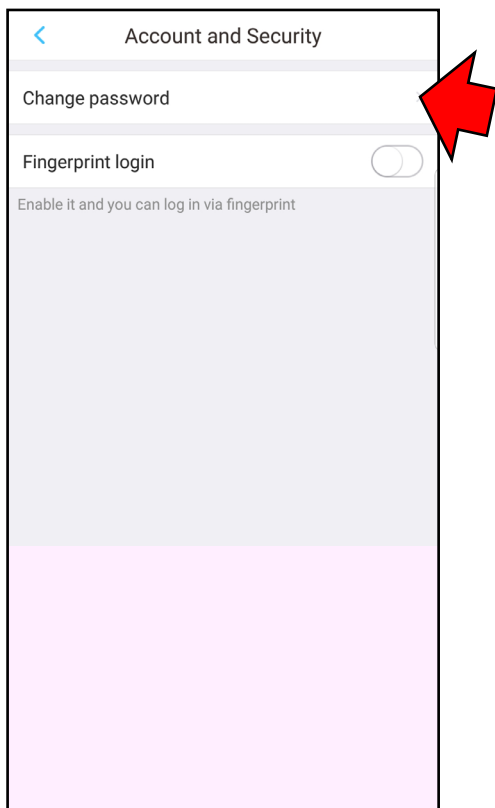 Account and Security
Change password
Fingerprint login
Enable it and you can log in via fingerprint